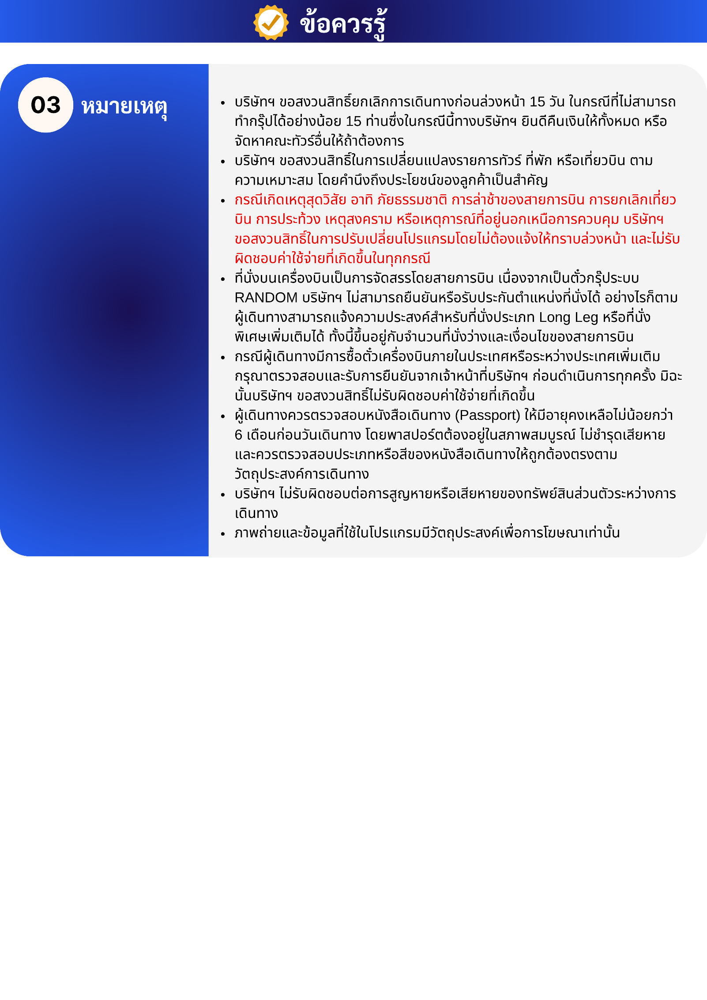 ข้อควรรู้
03 หมายเหตุ
• บริษัทฯ ขอสงวนสิทธิ์ยกเลิกการเดินทางก่อนล่วงหน้า 15 วัน ในกรณีที่ไม่สามารถ
ทำกรุ๊ปได้อย่างน้อย 15 ท่านซึ่งในกรณีนี้ทางบริษัทฯ ยินดีคืนเงินให้ทั้งหมด หรือ
จัดหาคณะทัวร์อื่นให้ถ้าต้องการ
• บริษัทฯ ขอสงวนสิทธิ์ในการเปลี่ยนแปลงรายการทัวร์ ที่พัก หรือเที่ยวบิน ตาม
ความเหมาะสม โดยคำนึงถึงประโยชน์ของลูกค้าเป็นสำคัญ
• กรณีเกิดเหตุสุดวิสัย อาทิ ภัยธรรมชาติ การล่าช้าของสายการบิน การยกเลิกเที่ยว
บิน การประท้วง เหตุสงคราม หรือเหตุการณ์ที่อยู่นอกเหนือการควบคุม บริษัทฯ
ขอสงวนสิทธิ์ในการปรับเปลี่ยนโปรแกรมโดยไม่ต้องแจ้งให้ทราบล่วงหน้า และไม่รับ
ผิดชอบค่าใช้จ่ายที่เกิดขึ้นในทุกกรณี
• ที่นั่งบนเครื่องบินเป็นการจัดสรรโดยสายการบิน เนื่องจากเป็นตั๋วกรุ๊ประบบ
RANDOM บริษัทฯ ไม่สามารถยืนยันหรือรับประกันตำแหน่งที่นั่งได้ อย่างไรก็ตาม
ผู้เดินทางสามารถแจ้งความประสงค์สำหรับที่นั่งประเภท Long Leg หรือที่นั่ง
พิเศษเพิ่มเติมได้ ทั้งนี้ขึ้นอยู่กับจำนวนที่นั่งว่างและเงื่อนไขของสายการบิน
• กรณีผู้เดินทางมีการซื้อตั๋วเครื่องบินภายในประเทศหรือระหว่างประเทศเพิ่มเติม
กรุณาตรวจสอบและรับการยืนยันจากเจ้าหน้าที่บริษัทฯ ก่อนดำเนินการทุกครั้ง มิฉะ
นั้นบริษัทฯ ขอสงวนสิทธิ์ไม่รับผิดชอบค่าใช้จ่ายที่เกิดขึ้น
• ผู้เดินทางควรตรวจสอบหนังสือเดินทาง (Passport) ให้มีอายุคงเหลือไม่น้อยกว่า
6 เดือนก่อนวันเดินทาง โดยพาสปอร์ตต้องอยู่ในสภาพสมบูรณ์ ไม่ชำรุดเสียหาย
และควรตรวจสอบประเภทหรือสีของหนังสือเดินทางให้ถูกต้องตรงตาม
วัตถุประสงค์การเดินทาง
• บริษัทฯ ไม่รับผิดชอบต่อการสูญหายหรือเสียหายของทรัพย์สินส่วนตัวระหว่างการ
เดินทาง
• ภาพถ่ายและข้อมูลที่ใช้ในโปรแกรมมีวัตถุประสงค์เพื่อการโฆษณาเท่านั้น